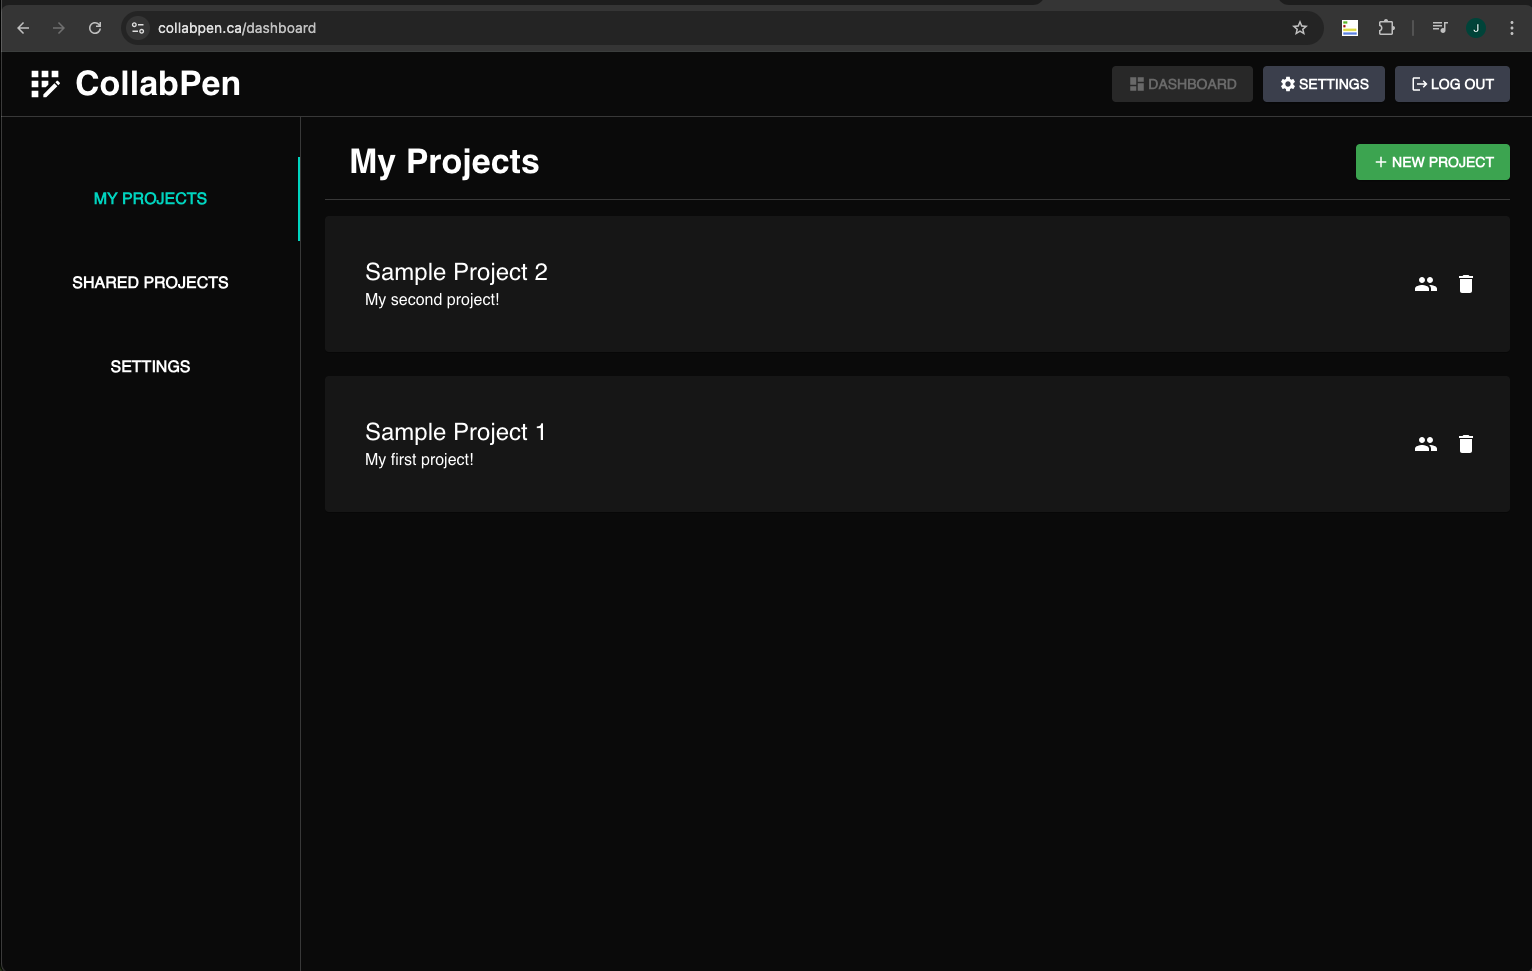 collabpen.ca/dashboard
J
CollabPen
DASHBOARD
SETTINGS
LOG OUT
MY PROJECTS
SHARED PROJECTS
SETTINGS
My Projects
+ NEW PROJECT
Sample Project 2
My second project!
Sample Project 1
My first project!